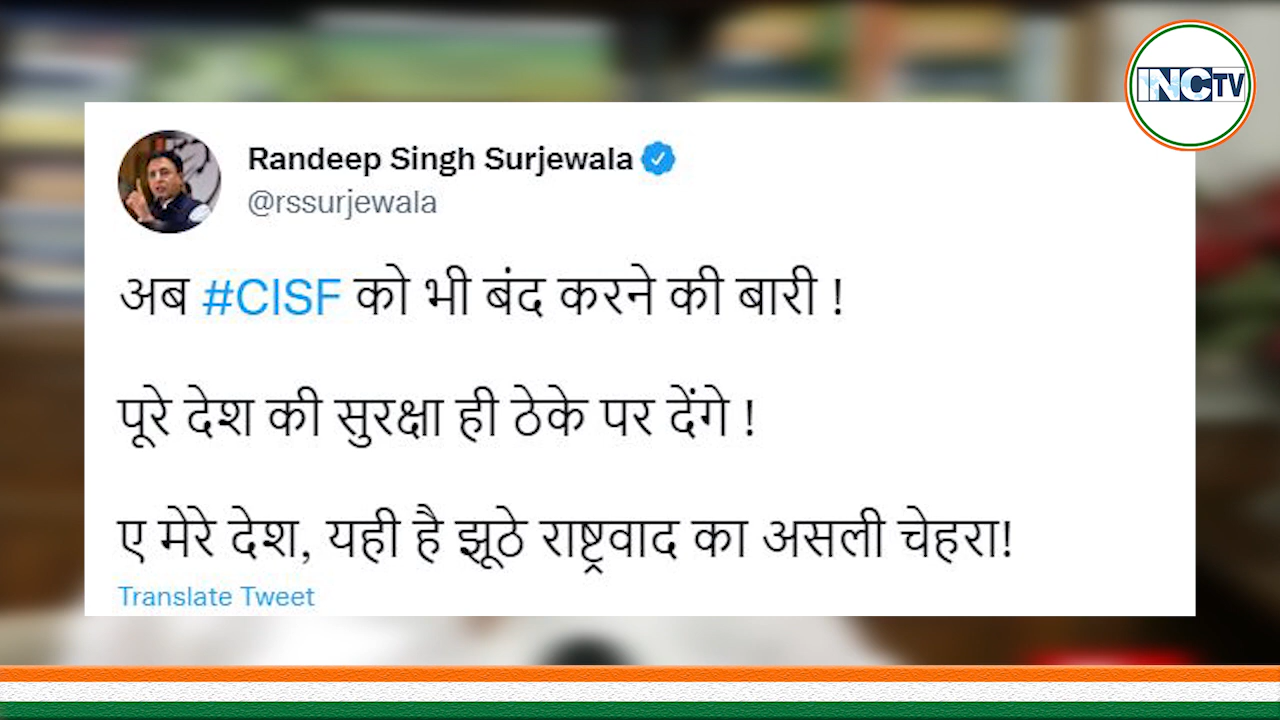 INCTV
Randeep Singh Surjewala
@rssurjewala
अब #CISF को भी बंद करने की बारी !
पूरे देश की सुरक्षा ही ठेके पर देंगे !
ए मेरे देश, यही है झूठे राष्ट्रवाद का असली चेहरा!
Translate Tweet